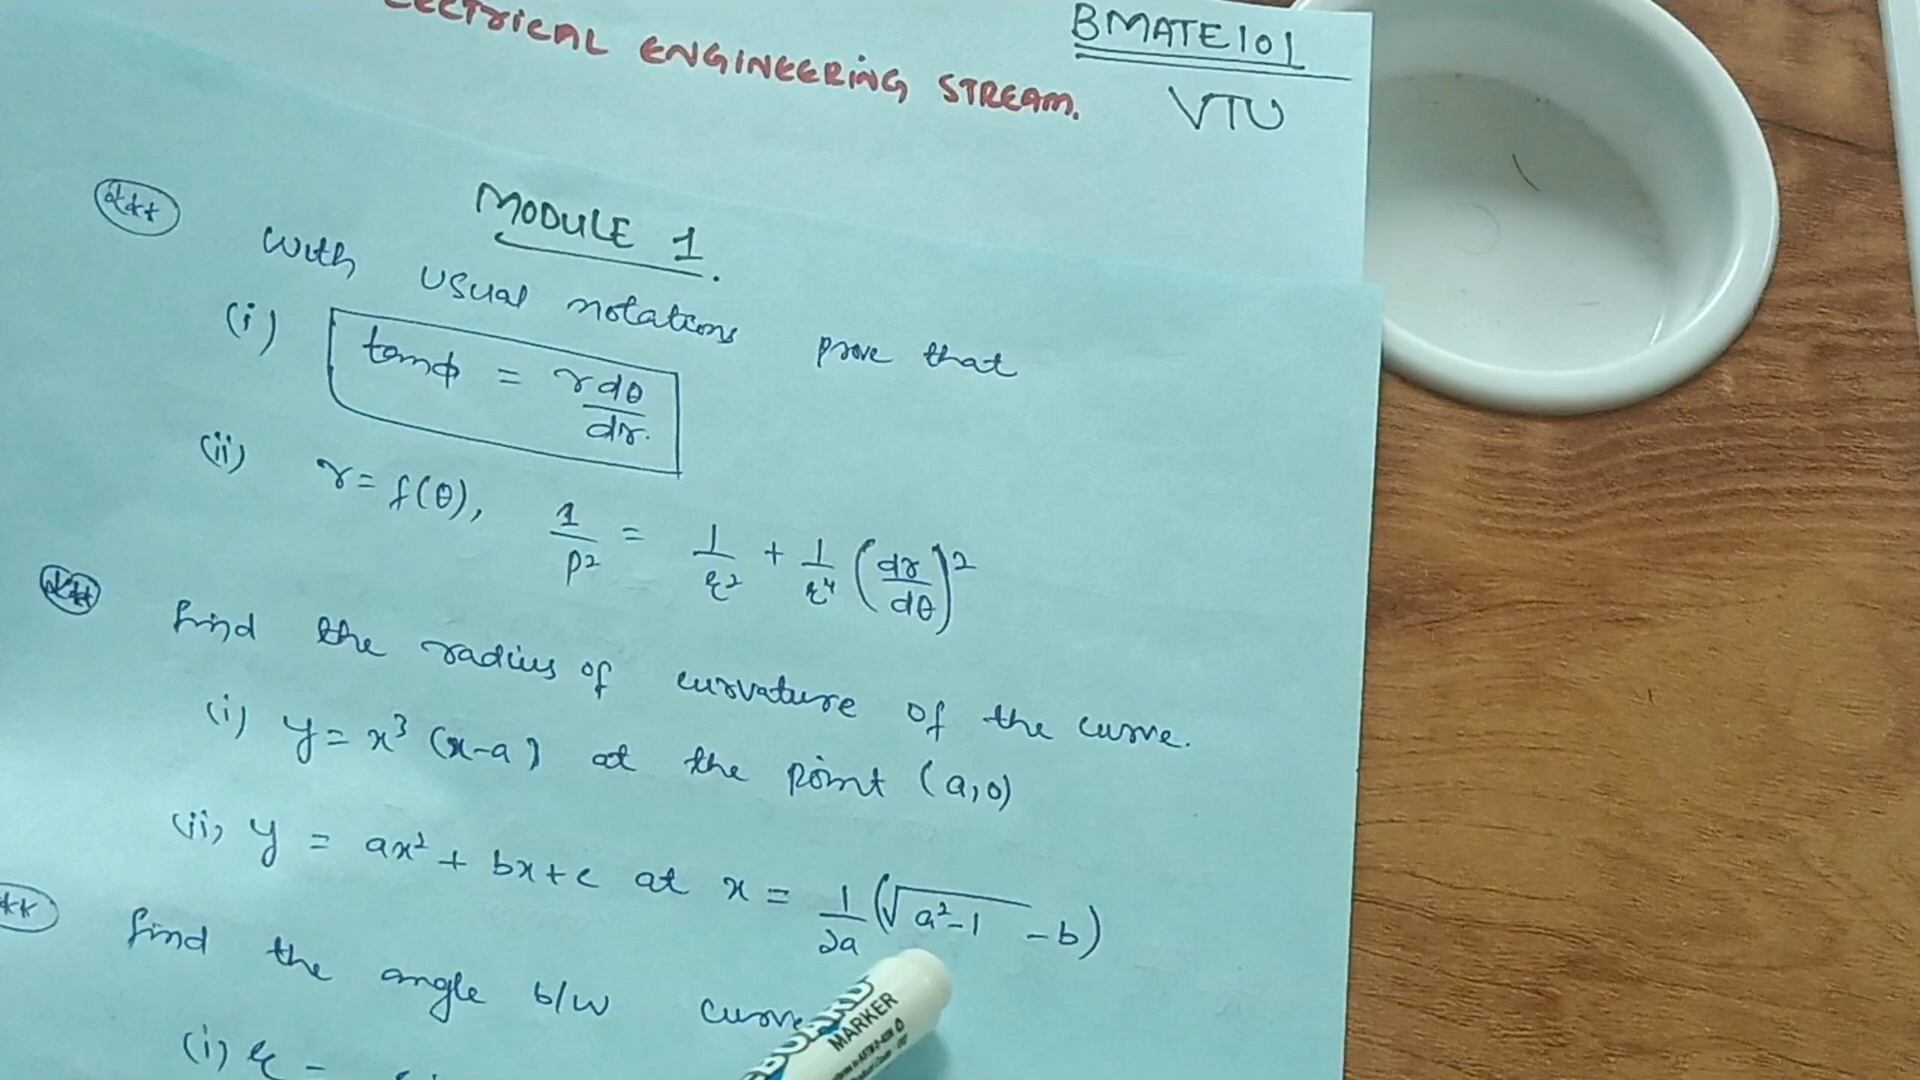 ELECTRICAL ENGINEERING STREAM.
BMATE101
VTU
MODULE 1.
*** With usual notations prove that
(i) tanϕ = r dθ/dr.
(ii) r = f(θ), 1/p² = 1/r² + 1/r⁴ (dr/dθ)²
*** Find the radius of curvature of the curve.
(i) y = x³ (x-a) at the point (a,0)
(ii) y = ax² + bx + c at x = 1/2a (√a²-1 - b)
** find the angle b/w curve
(i) r =
MARKER